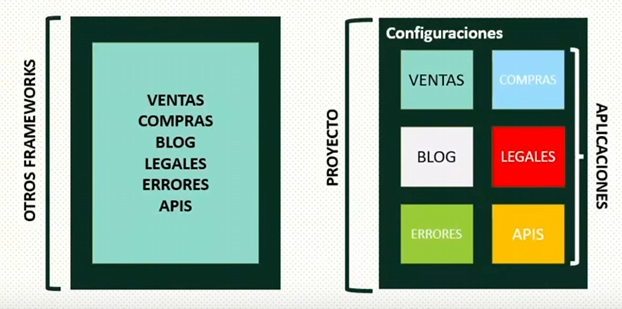 OTROS FRAMEWORKS
VENTAS
COMPRAS
BLOG
LEGALES
ERRORES
APIS
PROYECTO
Configuraciones
VENTAS
COMPRAS
BLOG
LEGALES
ERRORES
APIS
APLICACIONES